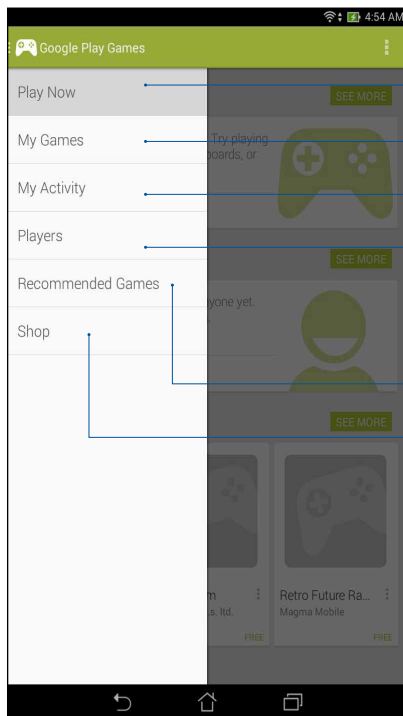 4:54 AM
Google Play Games
Play Now
SEE MORE
My Games
Try playing
boards, or
My Activity
Players
SEE MORE
Recommended Games
yone yet.
Shop
SEE MORE
m
Retro Future Ra...
s. ltd.
Magma Mobile
FREE
FREE